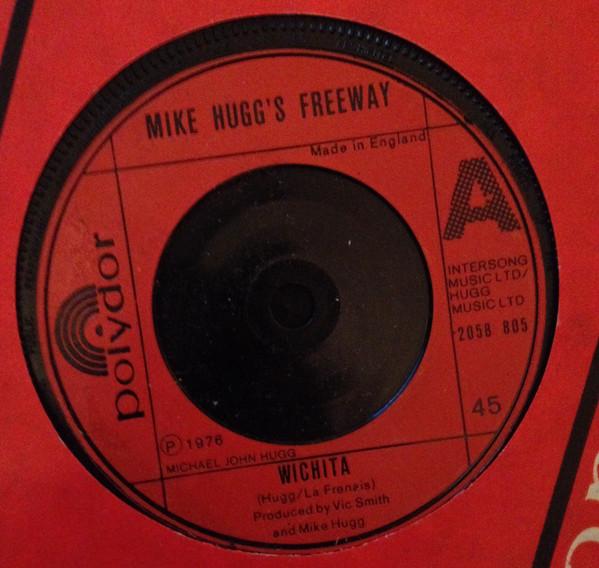 MIKE HUGG'S FREEWAY
Made in England
A
polydor
INTERSONG
MUSIC LTD/
HUGG
MUSIC LTD
2058 805
45
Ⓟ 1976
MICHAEL JOHN HUGG
WICHITA
(Hugg/La Frenais)
Produced by Vic Smith
and Mike Hugg